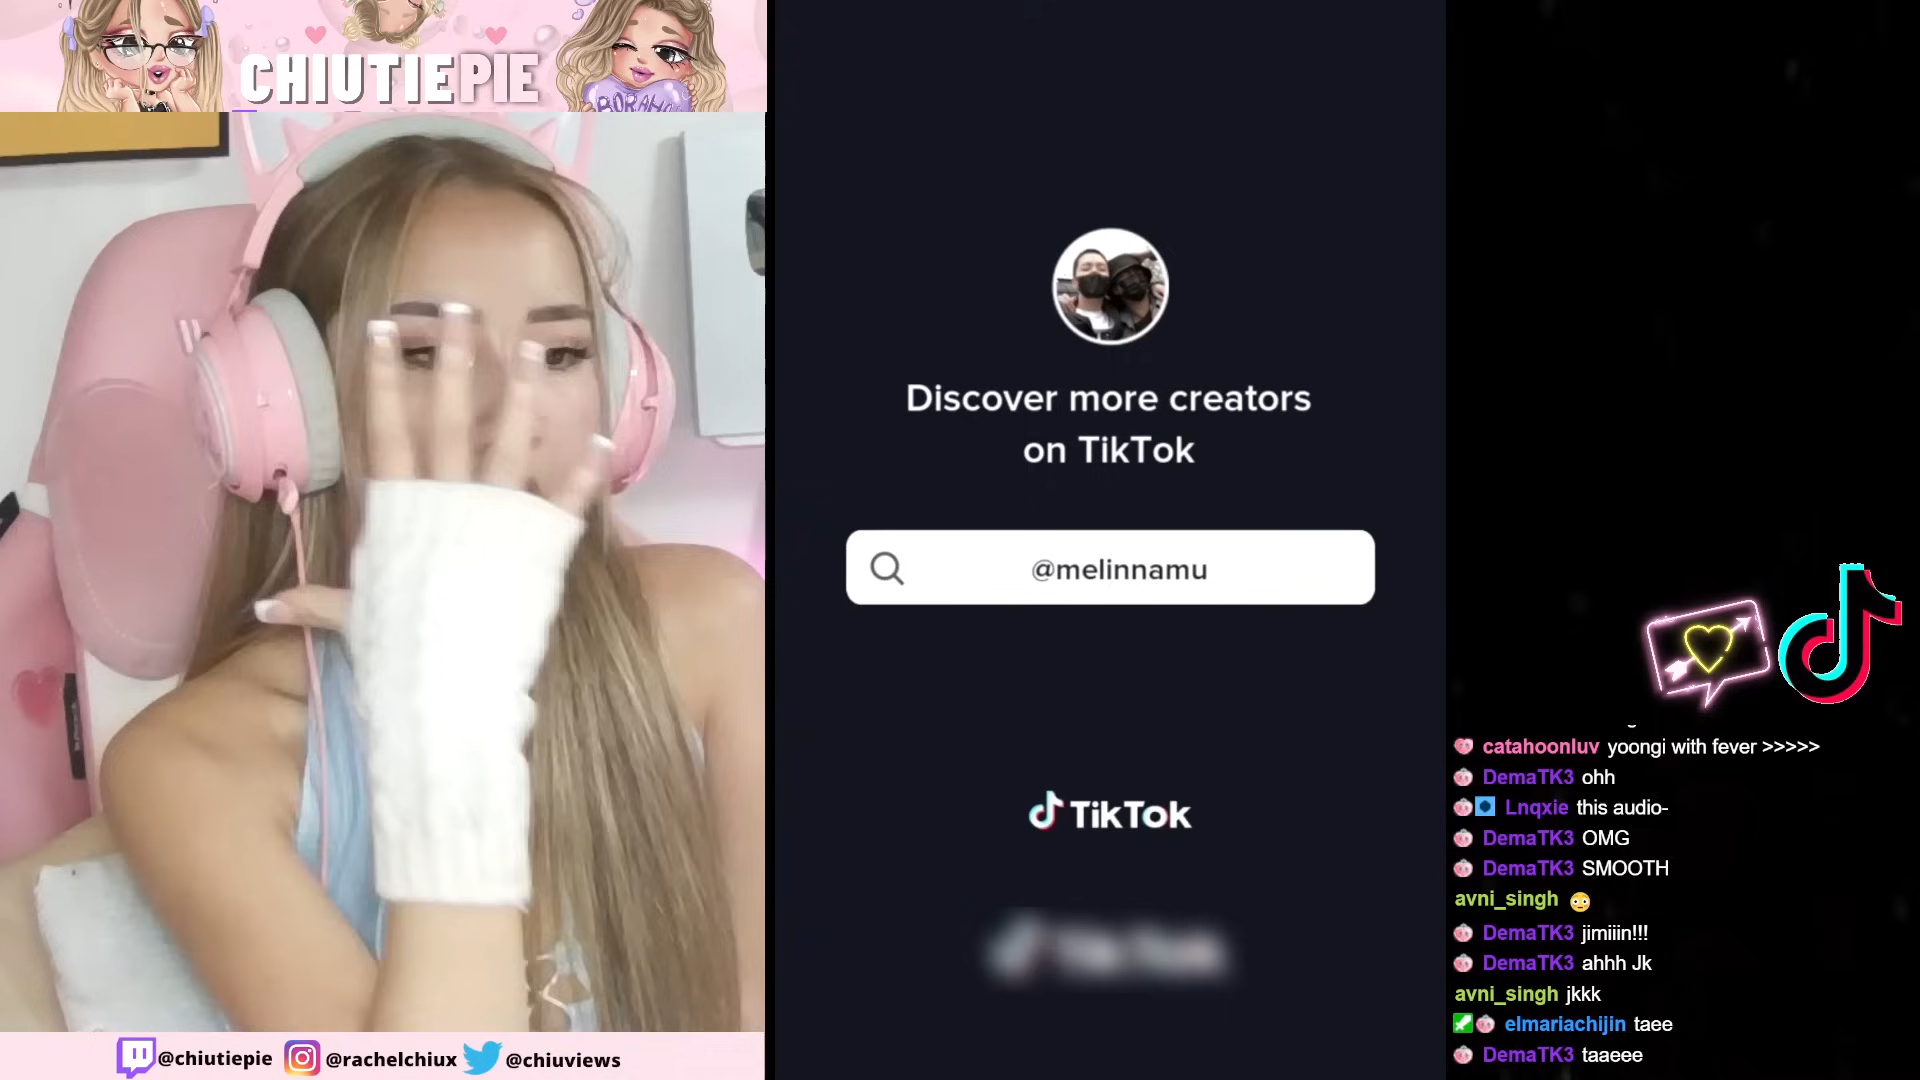 CHIUTIEPIE
Discover more creators
on TikTok
@melinnamu
TikTok
catahoonluv yoongi with fever >>>>>
DemaTK3 ohh
Lnqxie this audio-
DemaTK3 OMG
DemaTK3 SMOOTH
avni_singh 😳
DemaTK3 jimiiin!!!
DemaTK3 ahhh Jk
avni_singh jkkk
elmariachijin taee
DemaTK3 taaeee
@chiutiepie @rachelchiux @chiuviews